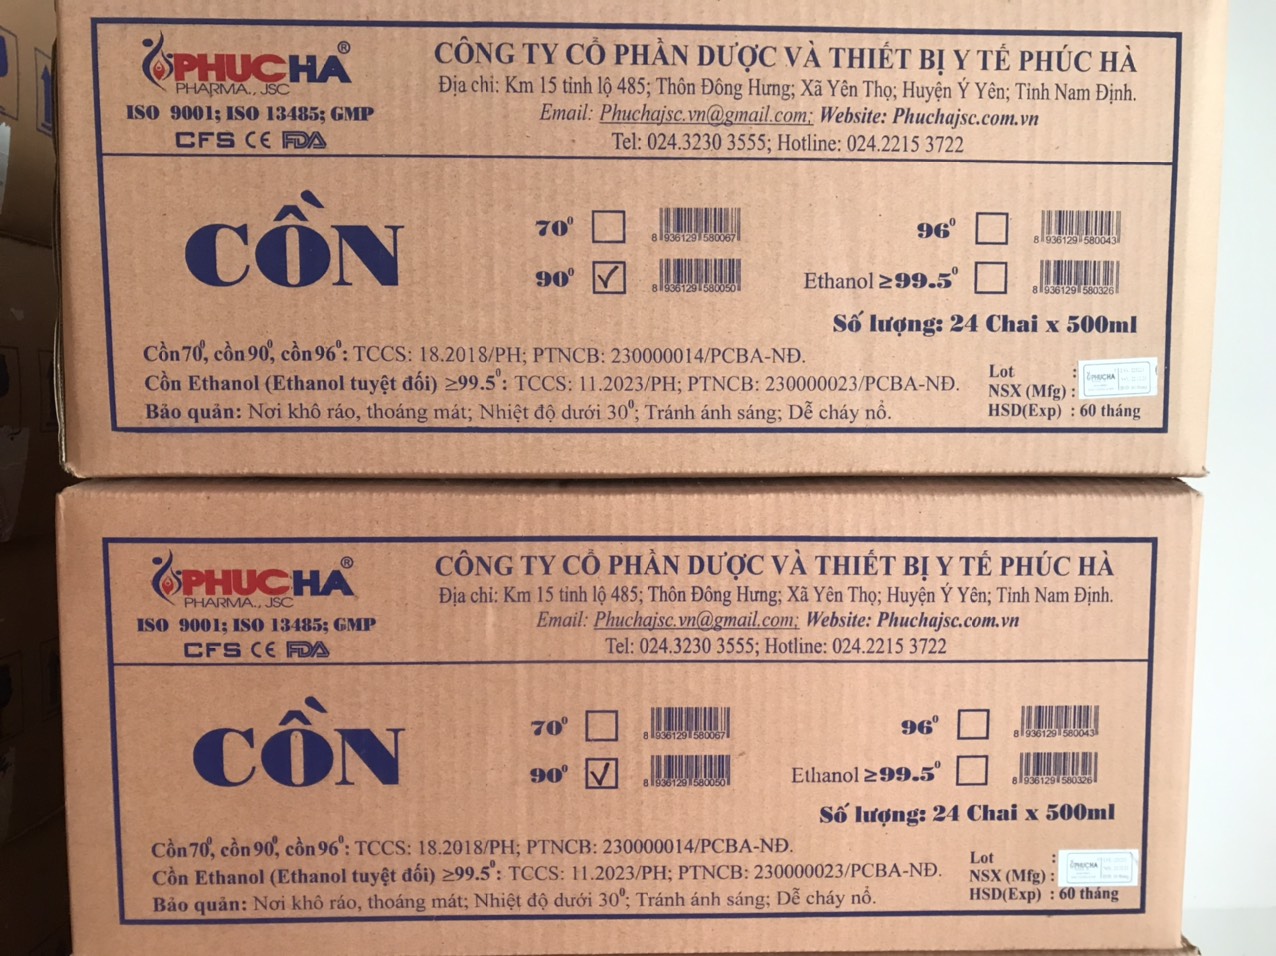 PHUCHA®
PHARMA., JSC
ISO 9001; ISO 13485; GMP
CFS CE FDA
CÔNG TY CỔ PHẦN DƯỢC VÀ THIẾT BỊ Y TẾ PHÚC HÀ
Địa chỉ: Km 15 tỉnh lộ 485; Thôn Đông Hưng; Xã Yên Thọ; Huyện Ý Yên; Tỉnh Nam Định.
Email: Phuchajsc.vn@gmail.com; Website: Phuchajsc.com.vn
Tel: 024.3230 3555; Hotline: 024.2215 3722
CỒN
70⁰ 8 936129 580067 96⁰ 8 936129 580043
90⁰ ✓ 8 936129 580050 Ethanol ≥99.5⁰ 8 936129 580326
Số lượng: 24 Chai x 500ml
Cồn 70⁰, cồn 90⁰, cồn 96⁰: TCCS: 18.2018/PH; PTNCB: 230000014/PCBA-NĐ.
Cồn Ethanol (Ethanol tuyệt đối) ≥99.5⁰: TCCS: 11.2023/PH; PTNCB: 230000023/PCBA-NĐ.
Bảo quản: Nơi khô ráo, thoáng mát; Nhiệt độ dưới 30⁰; Tránh ánh sáng; Dễ cháy nổ.
Lot :
NSX (Mfg) : PHUCHA
HSD(Exp) : 60 tháng
PHUCHA®
PHARMA., JSC
ISO 9001; ISO 13485; GMP
CFS CE FDA
CÔNG TY CỔ PHẦN DƯỢC VÀ THIẾT BỊ Y TẾ PHÚC HÀ
Địa chỉ: Km 15 tỉnh lộ 485; Thôn Đông Hưng; Xã Yên Thọ; Huyện Ý Yên; Tỉnh Nam Định.
Email: Phuchajsc.vn@gmail.com; Website: Phuchajsc.com.vn
Tel: 024.3230 3555; Hotline: 024.2215 3722
CỒN
70⁰ 8 936129 580067 96⁰ 8 936129 580043
90⁰ ✓ 8 936129 580050 Ethanol ≥99.5⁰ 8 936129 580326
Số lượng: 24 Chai x 500ml
Cồn 70⁰, cồn 90⁰, cồn 96⁰: TCCS: 18.2018/PH; PTNCB: 230000014/PCBA-NĐ.
Cồn Ethanol (Ethanol tuyệt đối) ≥99.5⁰: TCCS: 11.2023/PH; PTNCB: 230000023/PCBA-NĐ.
Bảo quản: Nơi khô ráo, thoáng mát; Nhiệt độ dưới 30⁰; Tránh ánh sáng; Dễ cháy nổ.
Lot :
NSX (Mfg) : PHUCHA
HSD(Exp) : 60 tháng